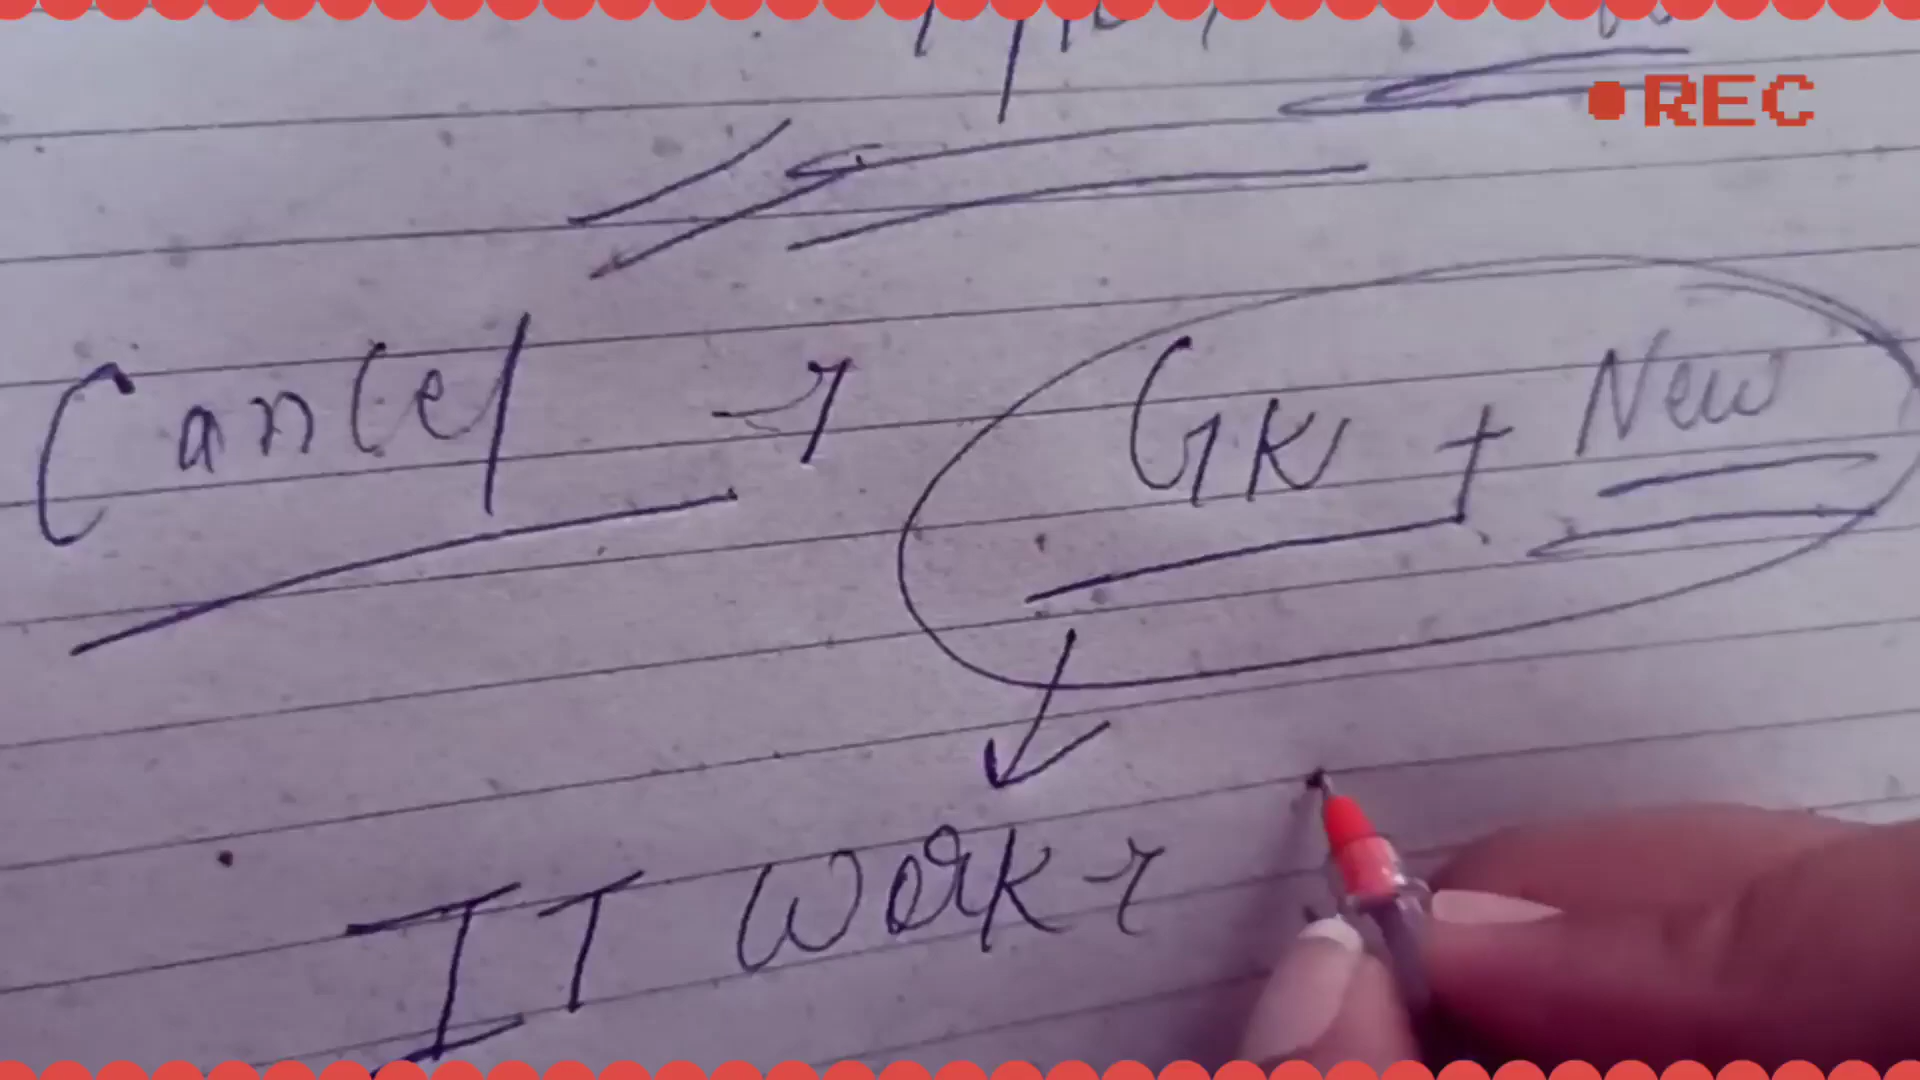 REC
Cancel → GK + New
IT Work →